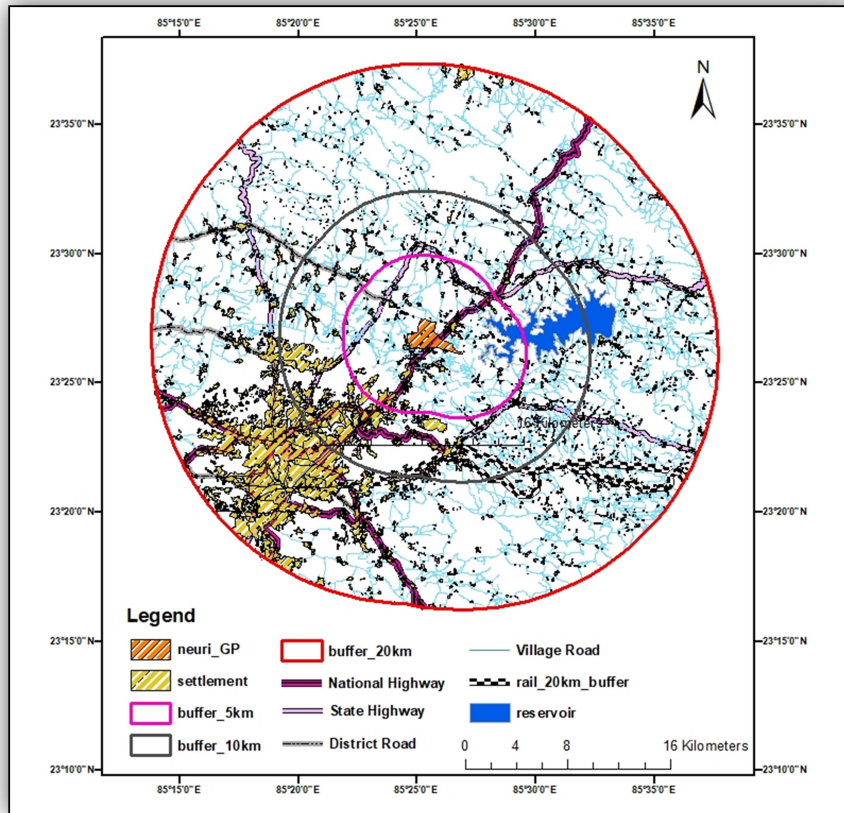 85°15'0"E 85°20'0"E 85°25'0"E 85°30'0"E 85°35'0"E
N
23°35'0"N 23°35'0"N
23°30'0"N 23°30'0"N
23°25'0"N 23°25'0"N
16 Kilometers
23°20'0"N 23°20'0"N
23°15'0"N 23°15'0"N
23°10'0"N 23°10'0"N
Legend
neuri_GP
settlement
buffer_5km
buffer_10km
buffer_20km
National Highway
State Highway
District Road
Village Road
rail_20km_buffer
reservoir
0 4 8 16 Kilometers
85°15'0"E 85°20'0"E 85°25'0"E 85°30'0"E 85°35'0"E